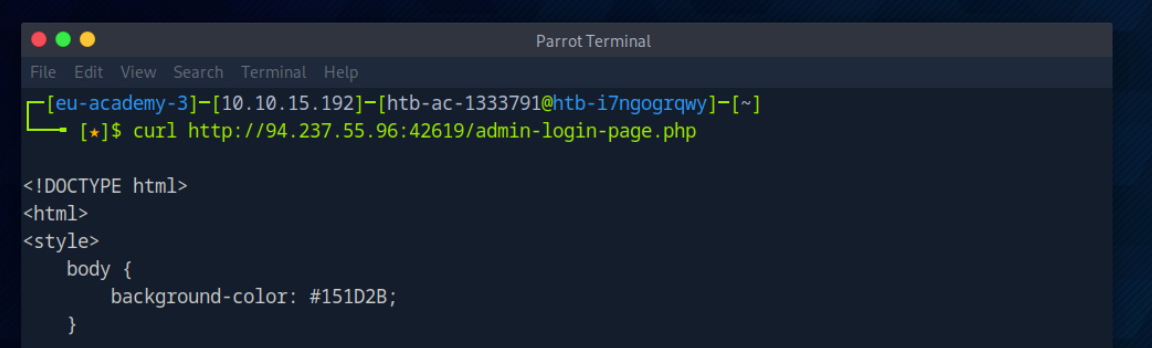 Parrot Terminal
File Edit View Search Terminal Help
┌─[eu-academy-3]─[10.10.15.192]─[htb-ac-1333791@htb-i7ngogrqwy]─[~]
└──╼ [★]$ curl http://94.237.55.96:42619/admin-login-page.php
<!DOCTYPE html>
<html>
<style>
    body {
        background-color: #151D2B;
    }